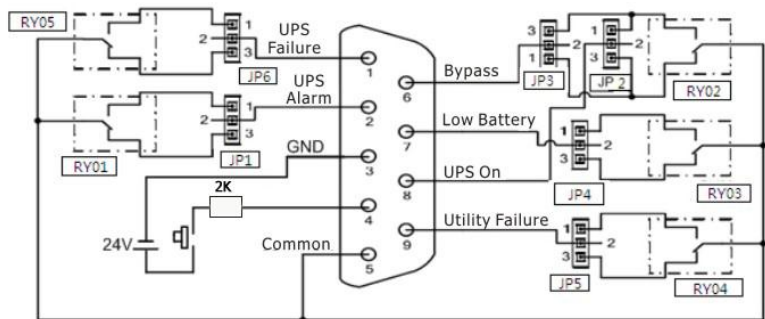 RY05
1
2
3
UPS
Failure
JP6
1
6
Bypass
3
2
1
JP3
1
2
3
JP 2
RY02
RY01
1
2
3
UPS
Alarm
JP1
2
7
Low Battery
1
2
3
JP4
RY03
GND
3
8
UPS On
2K
4
24V
9
Utility Failure
1
2
3
JP5
RY04
Common
5